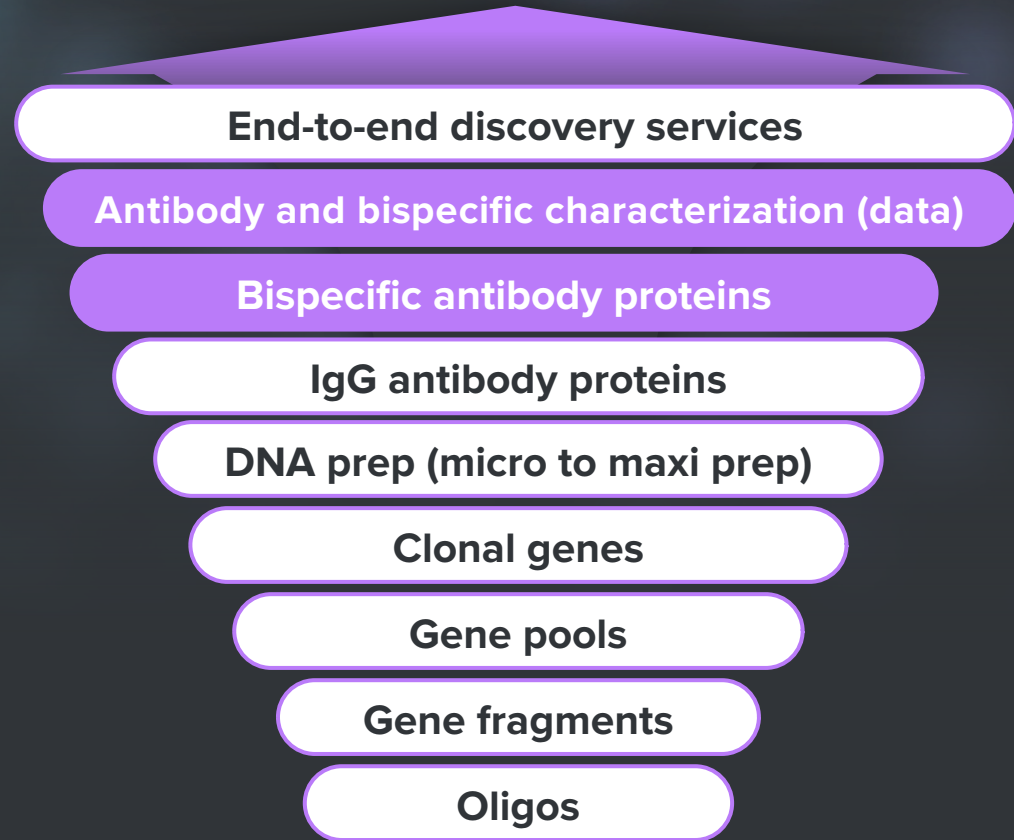 End-to-end discovery services
Antibody and bispecific characterization (data)
Bispecific antibody proteins
IgG antibody proteins
DNA prep (micro to maxi prep)
Clonal genes
Gene pools
Gene fragments
Oligos